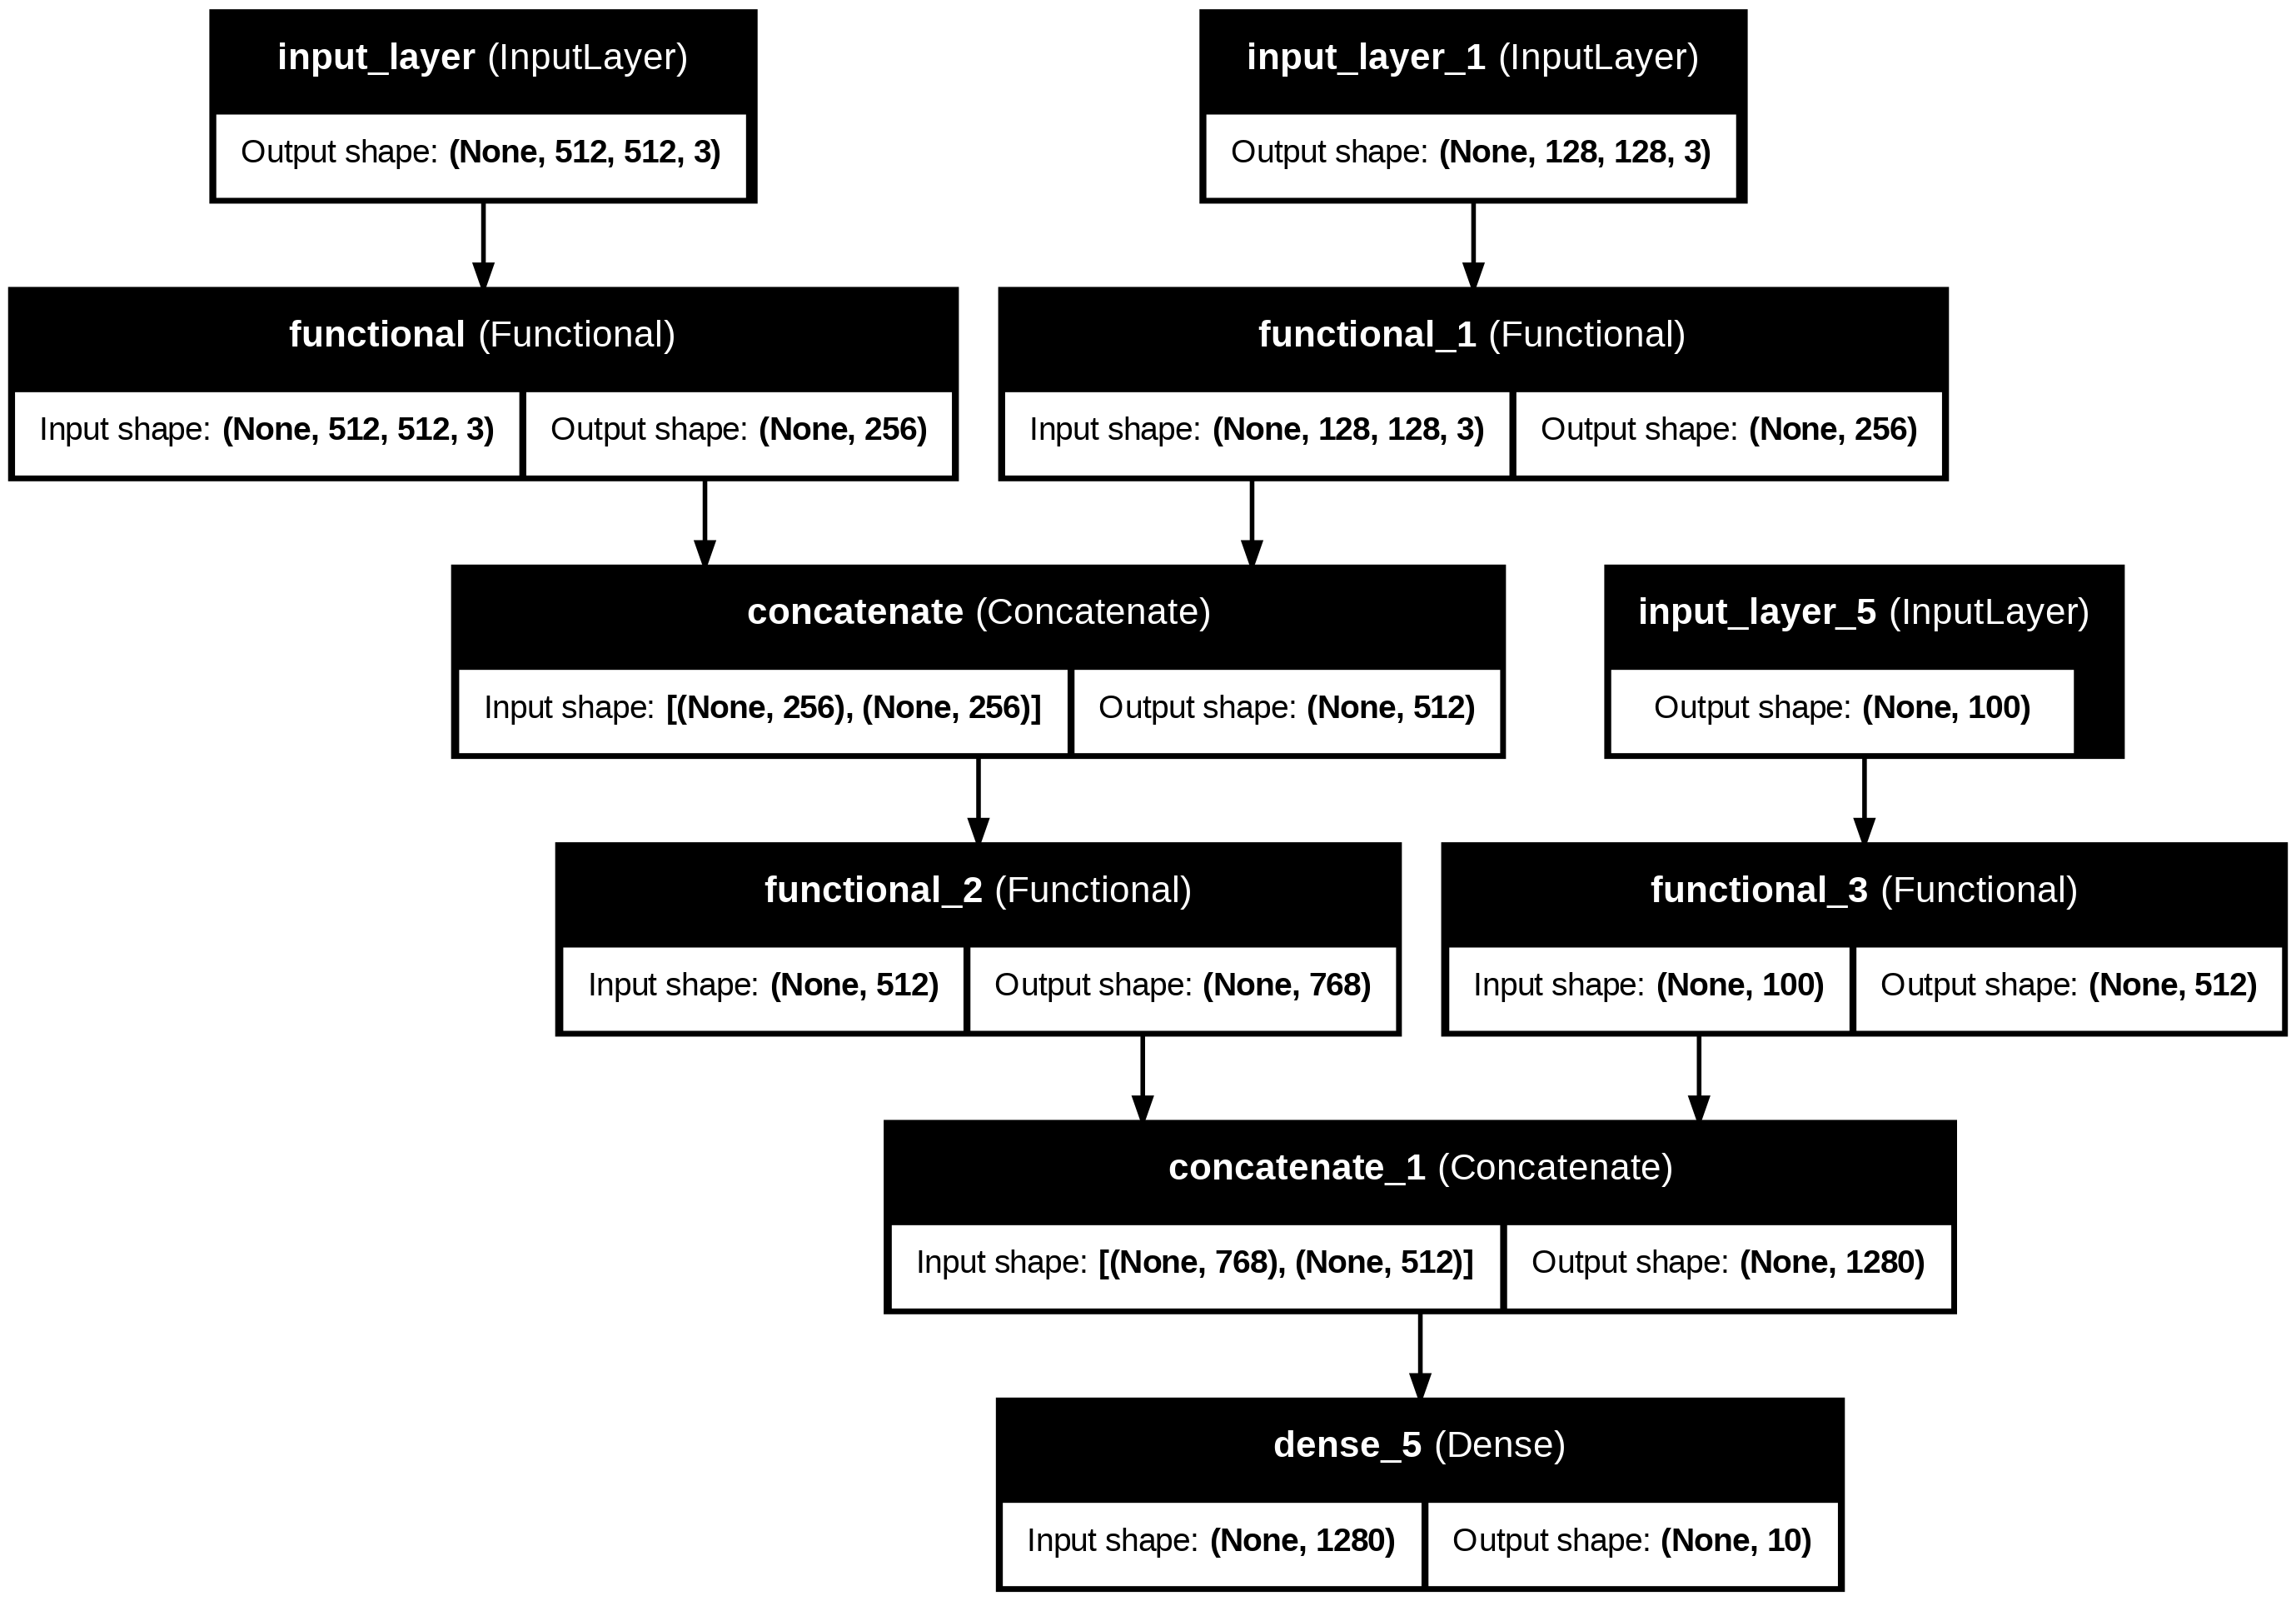 input_layer (InputLayer)
Output shape: (None, 512, 512, 3)
input_layer_1 (InputLayer)
Output shape: (None, 128, 128, 3)
functional (Functional)
Input shape: (None, 512, 512, 3)
Output shape: (None, 256)
functional_1 (Functional)
Input shape: (None, 128, 128, 3)
Output shape: (None, 256)
concatenate (Concatenate)
Input shape: [(None, 256), (None, 256)]
Output shape: (None, 512)
input_layer_5 (InputLayer)
Output shape: (None, 100)
functional_2 (Functional)
Input shape: (None, 512)
Output shape: (None, 768)
functional_3 (Functional)
Input shape: (None, 100)
Output shape: (None, 512)
concatenate_1 (Concatenate)
Input shape: [(None, 768), (None, 512)]
Output shape: (None, 1280)
dense_5 (Dense)
Input shape: (None, 1280)
Output shape: (None, 10)